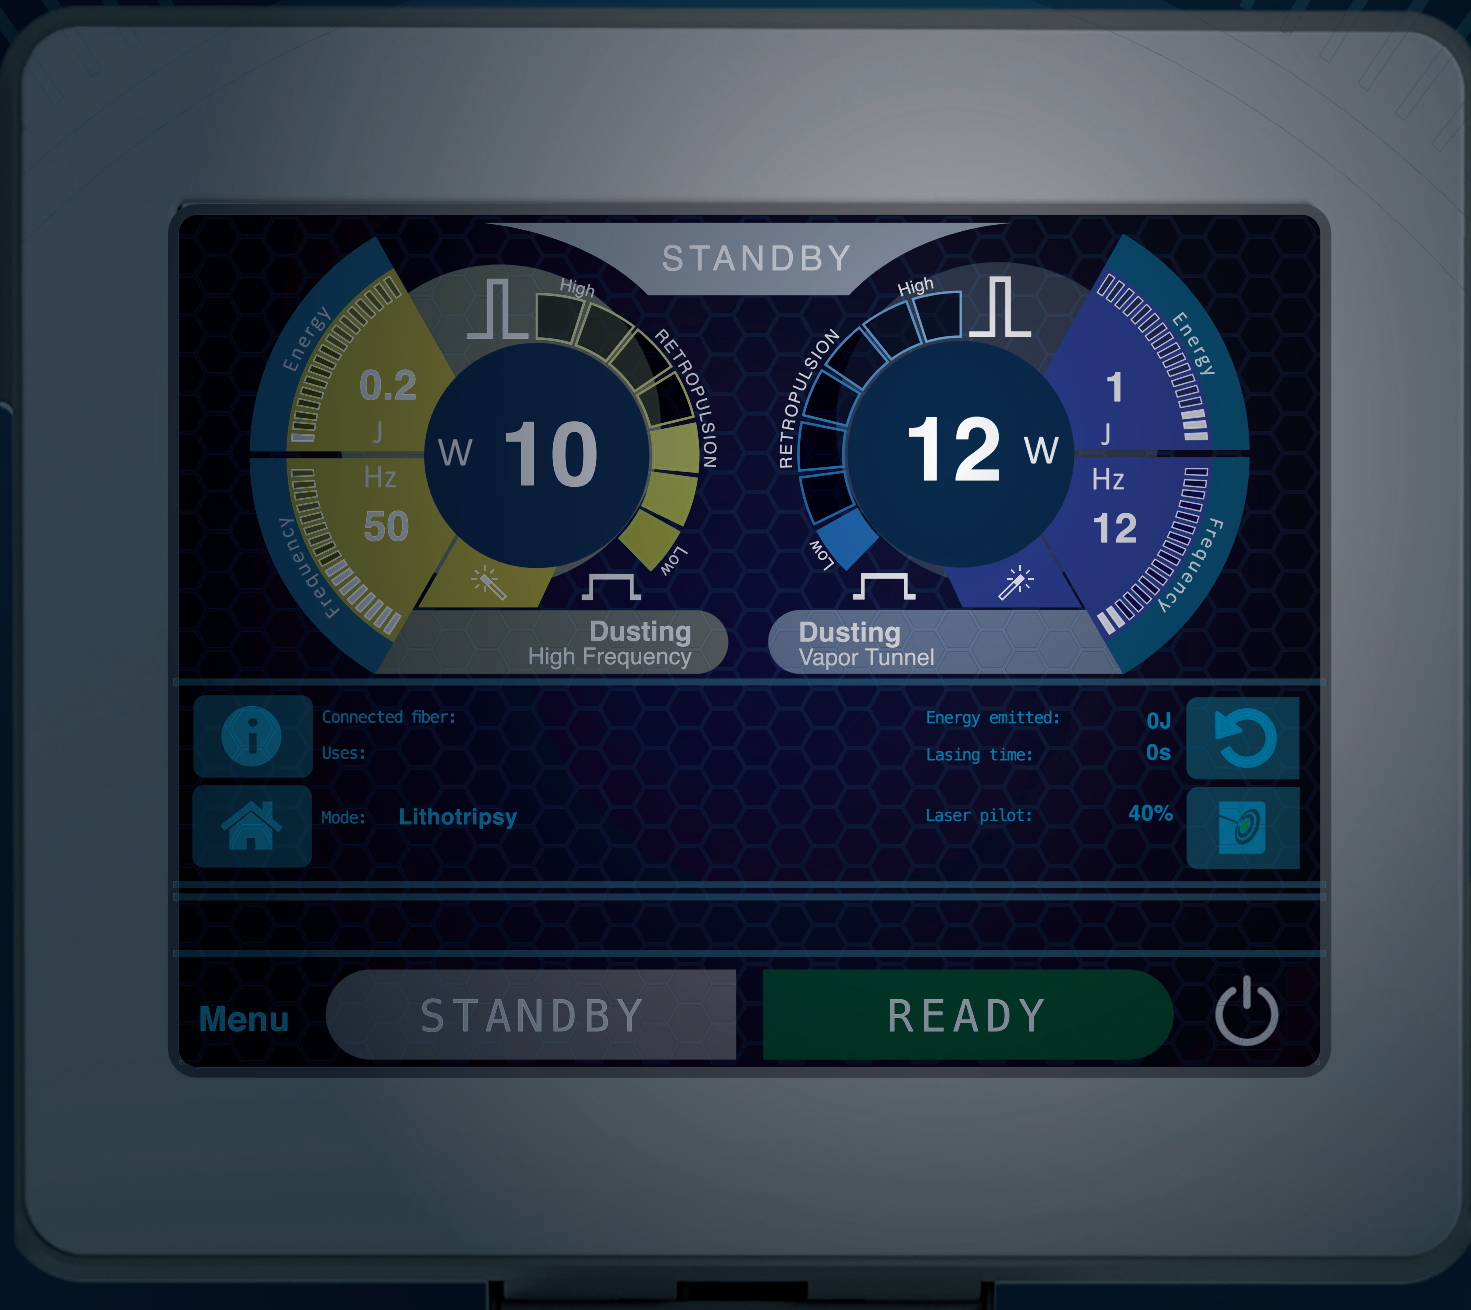 STANDBY
High
High
RETROPULSION
RETROPULSION
Energy
Energy
0.2
J
1
J
W 10
12 W
Hz
50
Hz
12
Frequency
Frequency
Low
Low
Dusting
High Frequency
Dusting
Vapor Tunnel
Connected fiber:
Energy emitted: 0J
Uses:
Lasing time: 0s
Mode: Lithotripsy
Laser pilot: 40%
Menu
STANDBY
READY